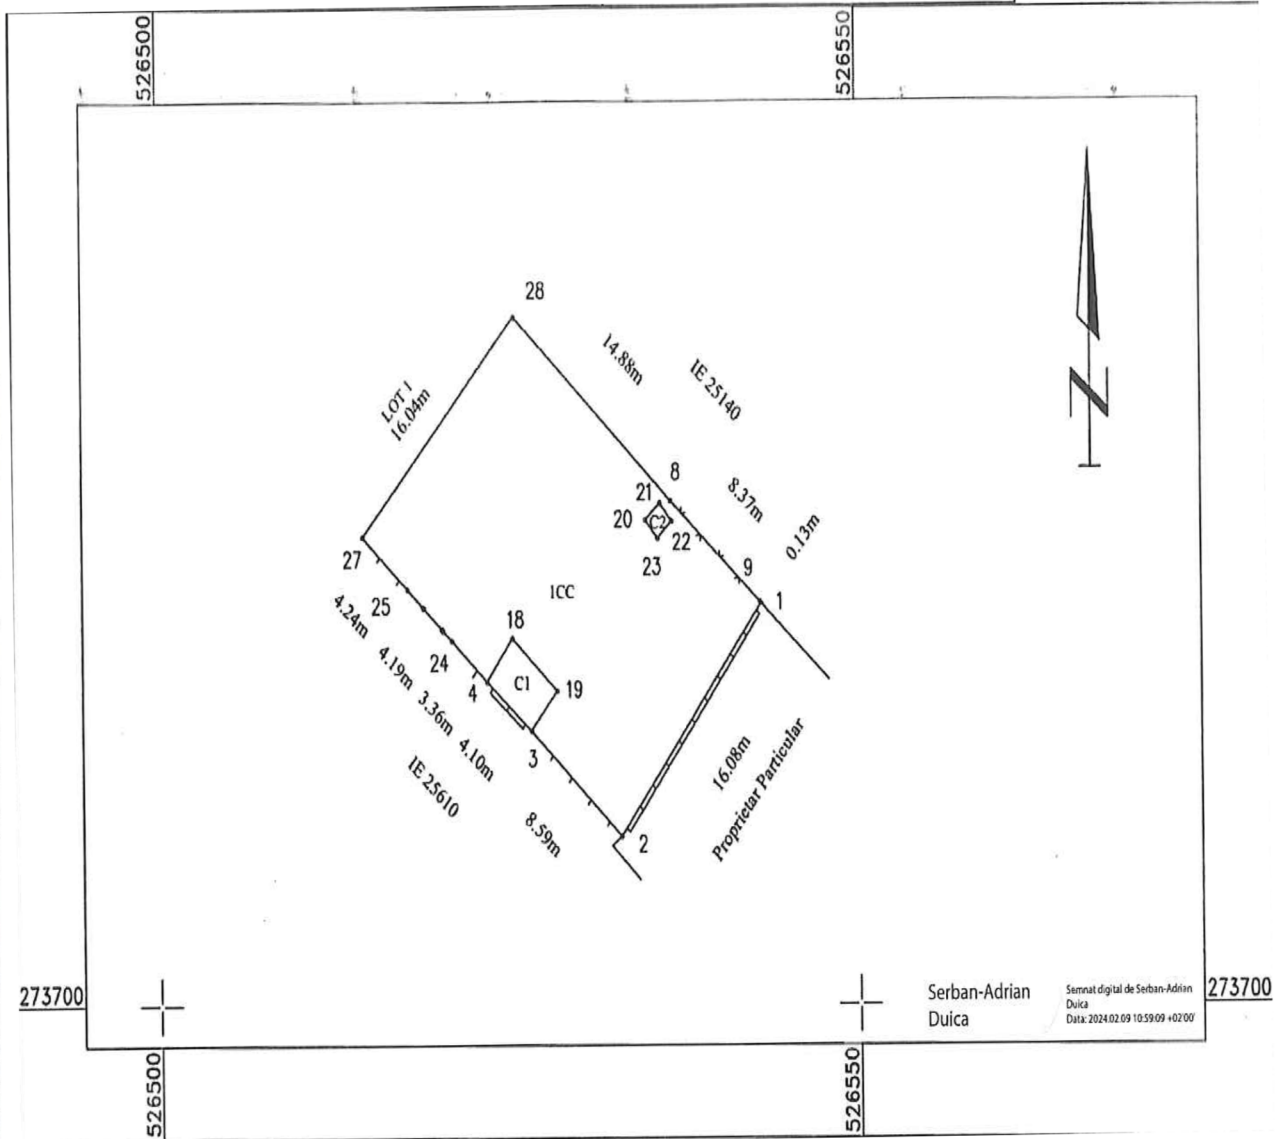 526500
526550
28
14.88m
IE 25140
LOT 1
16.04m
8
21
8.37m
20
C2
22
0.13m
23
9
27
1
ICC
25
4.24m
18
24
4.19m
4
C1
19
3.36m
4.10m
3
IE 25610
16.08m
Proprietar Particular
8.59m
2
N
273700
Serban-Adrian
Duica
Semnat digital de Serban-Adrian
Duica
Data: 2024.02.09 10:59:09 +02'00'
273700
526500
526550